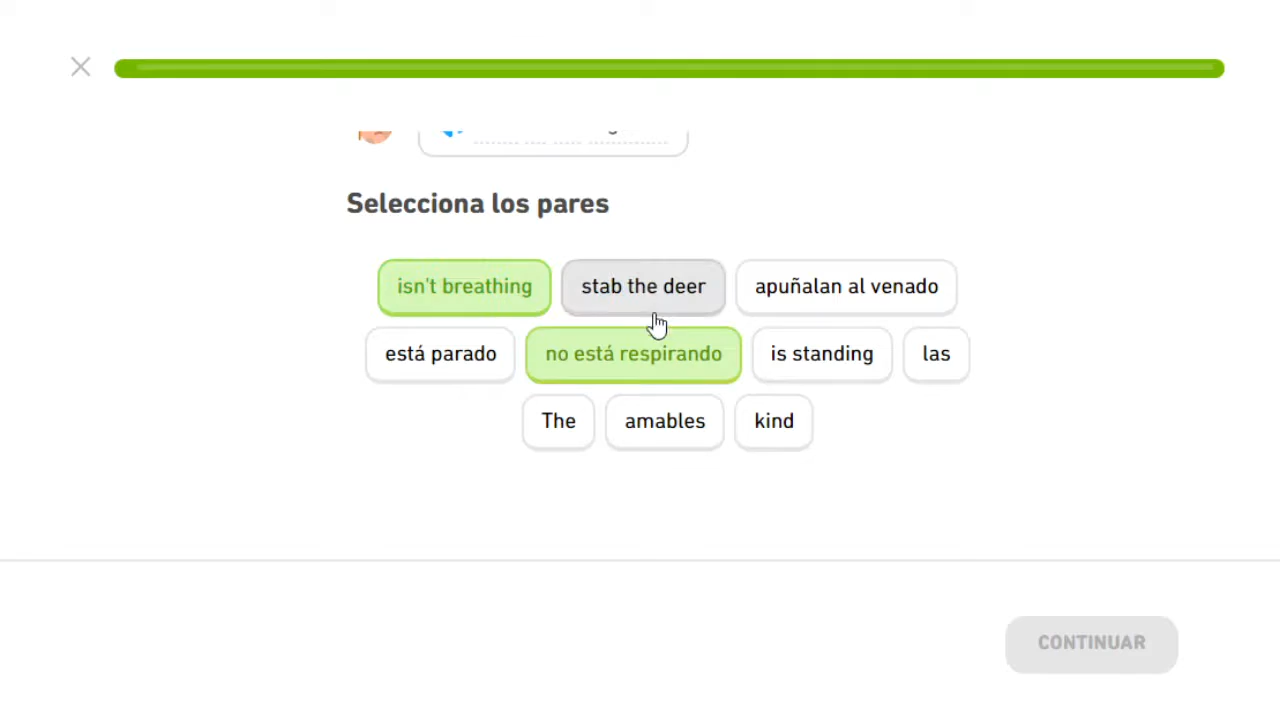 Selecciona los pares
isn't breathing stab the deer apuñalan al venado
está parado no está respirando is standing las
The amables kind
CONTINUAR